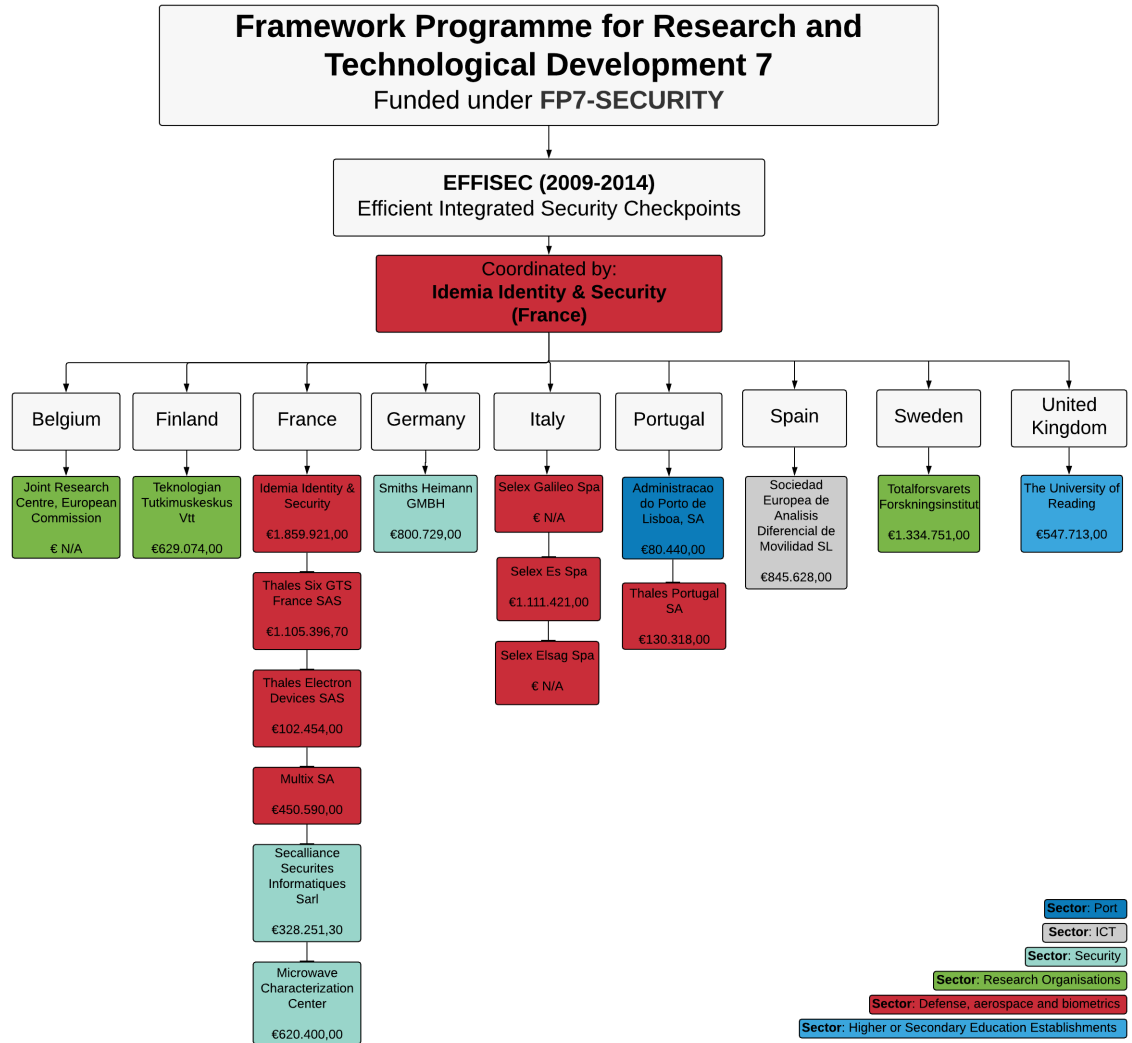 Framework Programme for Research and
Technological Development 7
Funded under FP7-SECURITY
EFFISEC (2009-2014)
Efficient Integrated Security Checkpoints
Coordinated by:
Idemia Identity & Security
(France)
Belgium
Finland
France
Germany
Italy
Portugal
Spain
Sweden
United
Kingdom
Joint Research
Centre, European
Commission
€ N/A
Teknologian
Tutkimuskeskus
Vtt
€629.074,00
Idemia Identity &
Security
€1.859.921,00
Smiths Heimann
GMBH
€800.729,00
Selex Galileo Spa
€ N/A
Administracao
do Porto de
Lisboa, SA
€80.440,00
Sociedad
Europea de
Analisis
Diferencial de
Movilidad SL
€845.628,00
Totalforsvarets
Forskningsinstitut
€1.334.751,00
The University of
Reading
€547.713,00
Thales Six GTS
France SAS
€1.105.396,70
Selex Es Spa
€1.111.421,00
Thales Portugal
SA
€130.318,00
Thales Electron
Devices SAS
€102.454,00
Selex Elsag Spa
€ N/A
Multix SA
€450.590,00
Secalliance
Securites
Informatiques
Sarl
€328.251,30
Microwave
Characterization
Center
€620.400,00
Sector: Port
Sector: ICT
Sector: Security
Sector: Research Organisations
Sector: Defense, aerospace and biometrics
Sector: Higher or Secondary Education Establishments